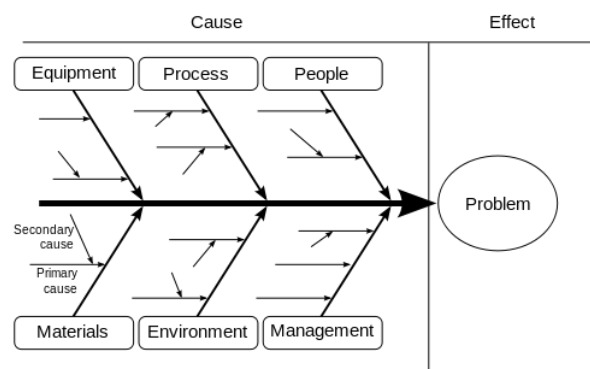 Cause
Effect
Equipment
Process
People
Problem
Secondary
cause
Primary
cause
Materials
Environment
Management